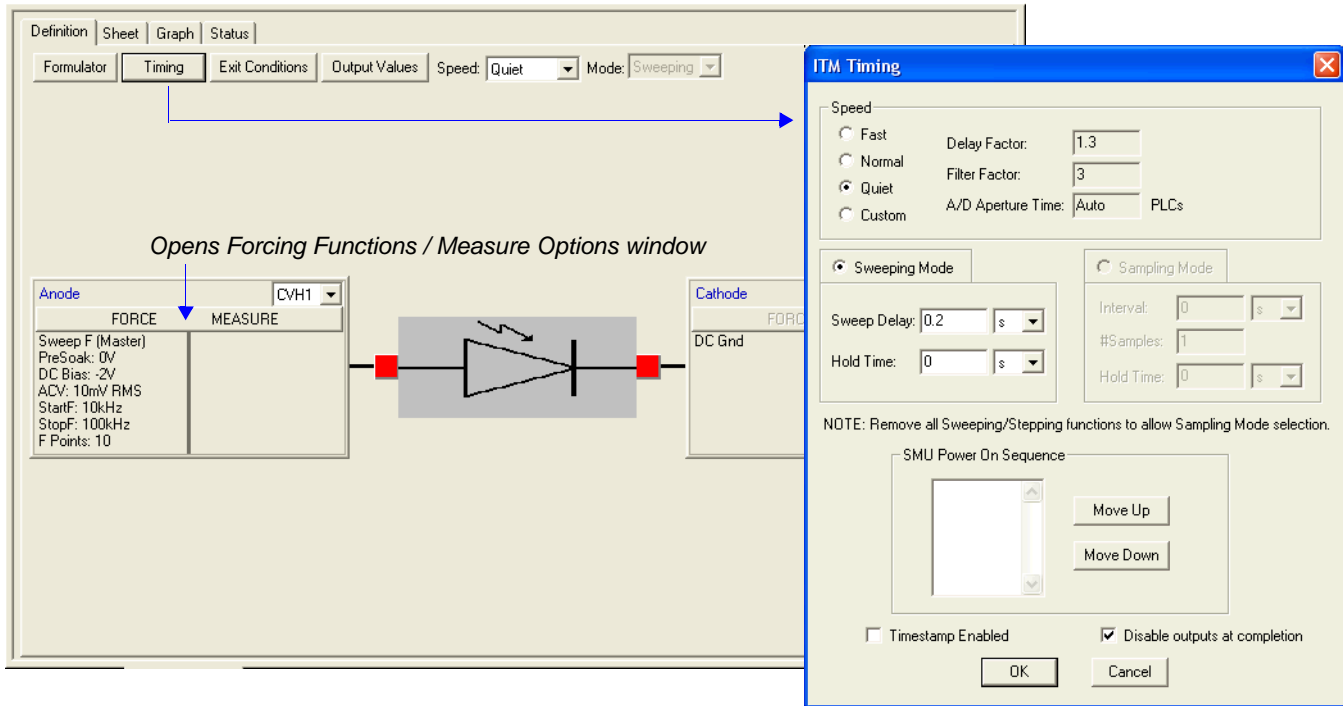 Definition Sheet Graph Status
Formulator Timing Exit Conditions Output Values Speed: Quiet Mode: Sweeping
Opens Forcing Functions / Measure Options window
Anode CVH1
FORCE MEASURE
Sweep F (Master)
PreSoak: 0V
DC Bias: -2V
ACV: 10mV RMS
StartF: 10kHz
StopF: 100kHz
F Points: 10
Cathode
FORC
DC Gnd
ITM Timing
Speed
Fast
Normal
Quiet
Custom
Delay Factor: 1.3
Filter Factor: 3
A/D Aperture Time: Auto PLCs
Sweeping Mode
Sweep Delay: 0.2 s
Hold Time: 0 s
Sampling Mode
Interval: 0 s
#Samples: 1
Hold Time: 0 s
NOTE: Remove all Sweeping/Stepping functions to allow Sampling Mode selection.
SMU Power On Sequence
Move Up
Move Down
Timestamp Enabled Disable outputs at completion
OK Cancel